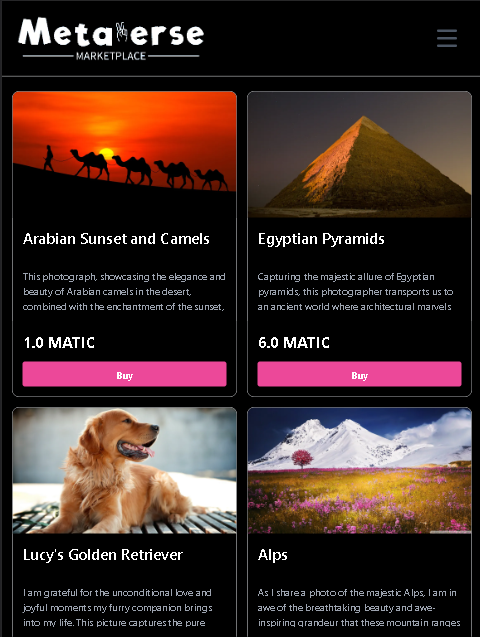 Metaverse
MARKETPLACE
Arabian Sunset and Camels
This photograph, showcasing the elegance and
beauty of Arabian camels in the desert,
combined with the enchantment of the sunset,
1.0 MATIC
Buy
Egyptian Pyramids
Capturing the majestic allure of Egyptian
pyramids, this photographer transports us to
an ancient world where architectural marvels
6.0 MATIC
Buy
Lucy's Golden Retriever
I am grateful for the unconditional love and
joyful moments my furry companion brings
into my life. This picture captures the pure
Alps
As I share a photo of the majestic Alps, I am in
awe of the breathtaking beauty and awe-
inspiring grandeur that these mountain ranges